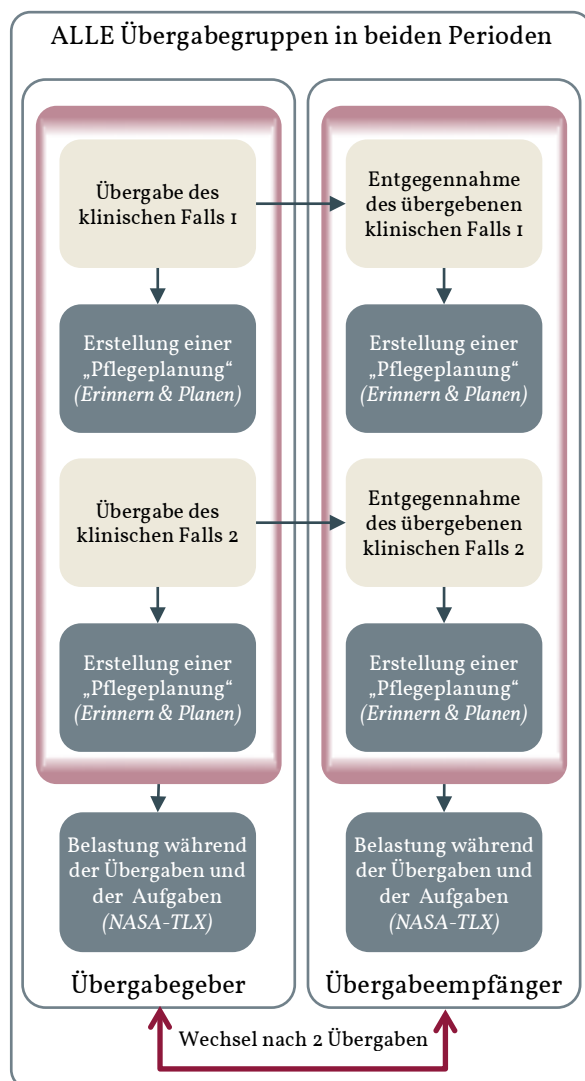 ALLE Übergabegruppen in beiden Perioden
Übergabe des
klinischen Falls 1
Erstellung einer
„Pflegeplanung“
(Erinnern & Planen)
Übergabe des
klinischen Falls 2
Erstellung einer
„Pflegeplanung“
(Erinnern & Planen)
Belastung während
der Übergaben und
der Aufgaben
(NASA-TLX)
Übergabegeber
Entgegennahme
des übergebenen
klinischen Falls 1
Erstellung einer
„Pflegeplanung“
(Erinnern & Planen)
Entgegennahme
des übergebenen
klinischen Falls 2
Erstellung einer
„Pflegeplanung“
(Erinnern & Planen)
Belastung während
der Übergaben und
der Aufgaben
(NASA-TLX)
Übergabeempfänger
Wechsel nach 2 Übergaben